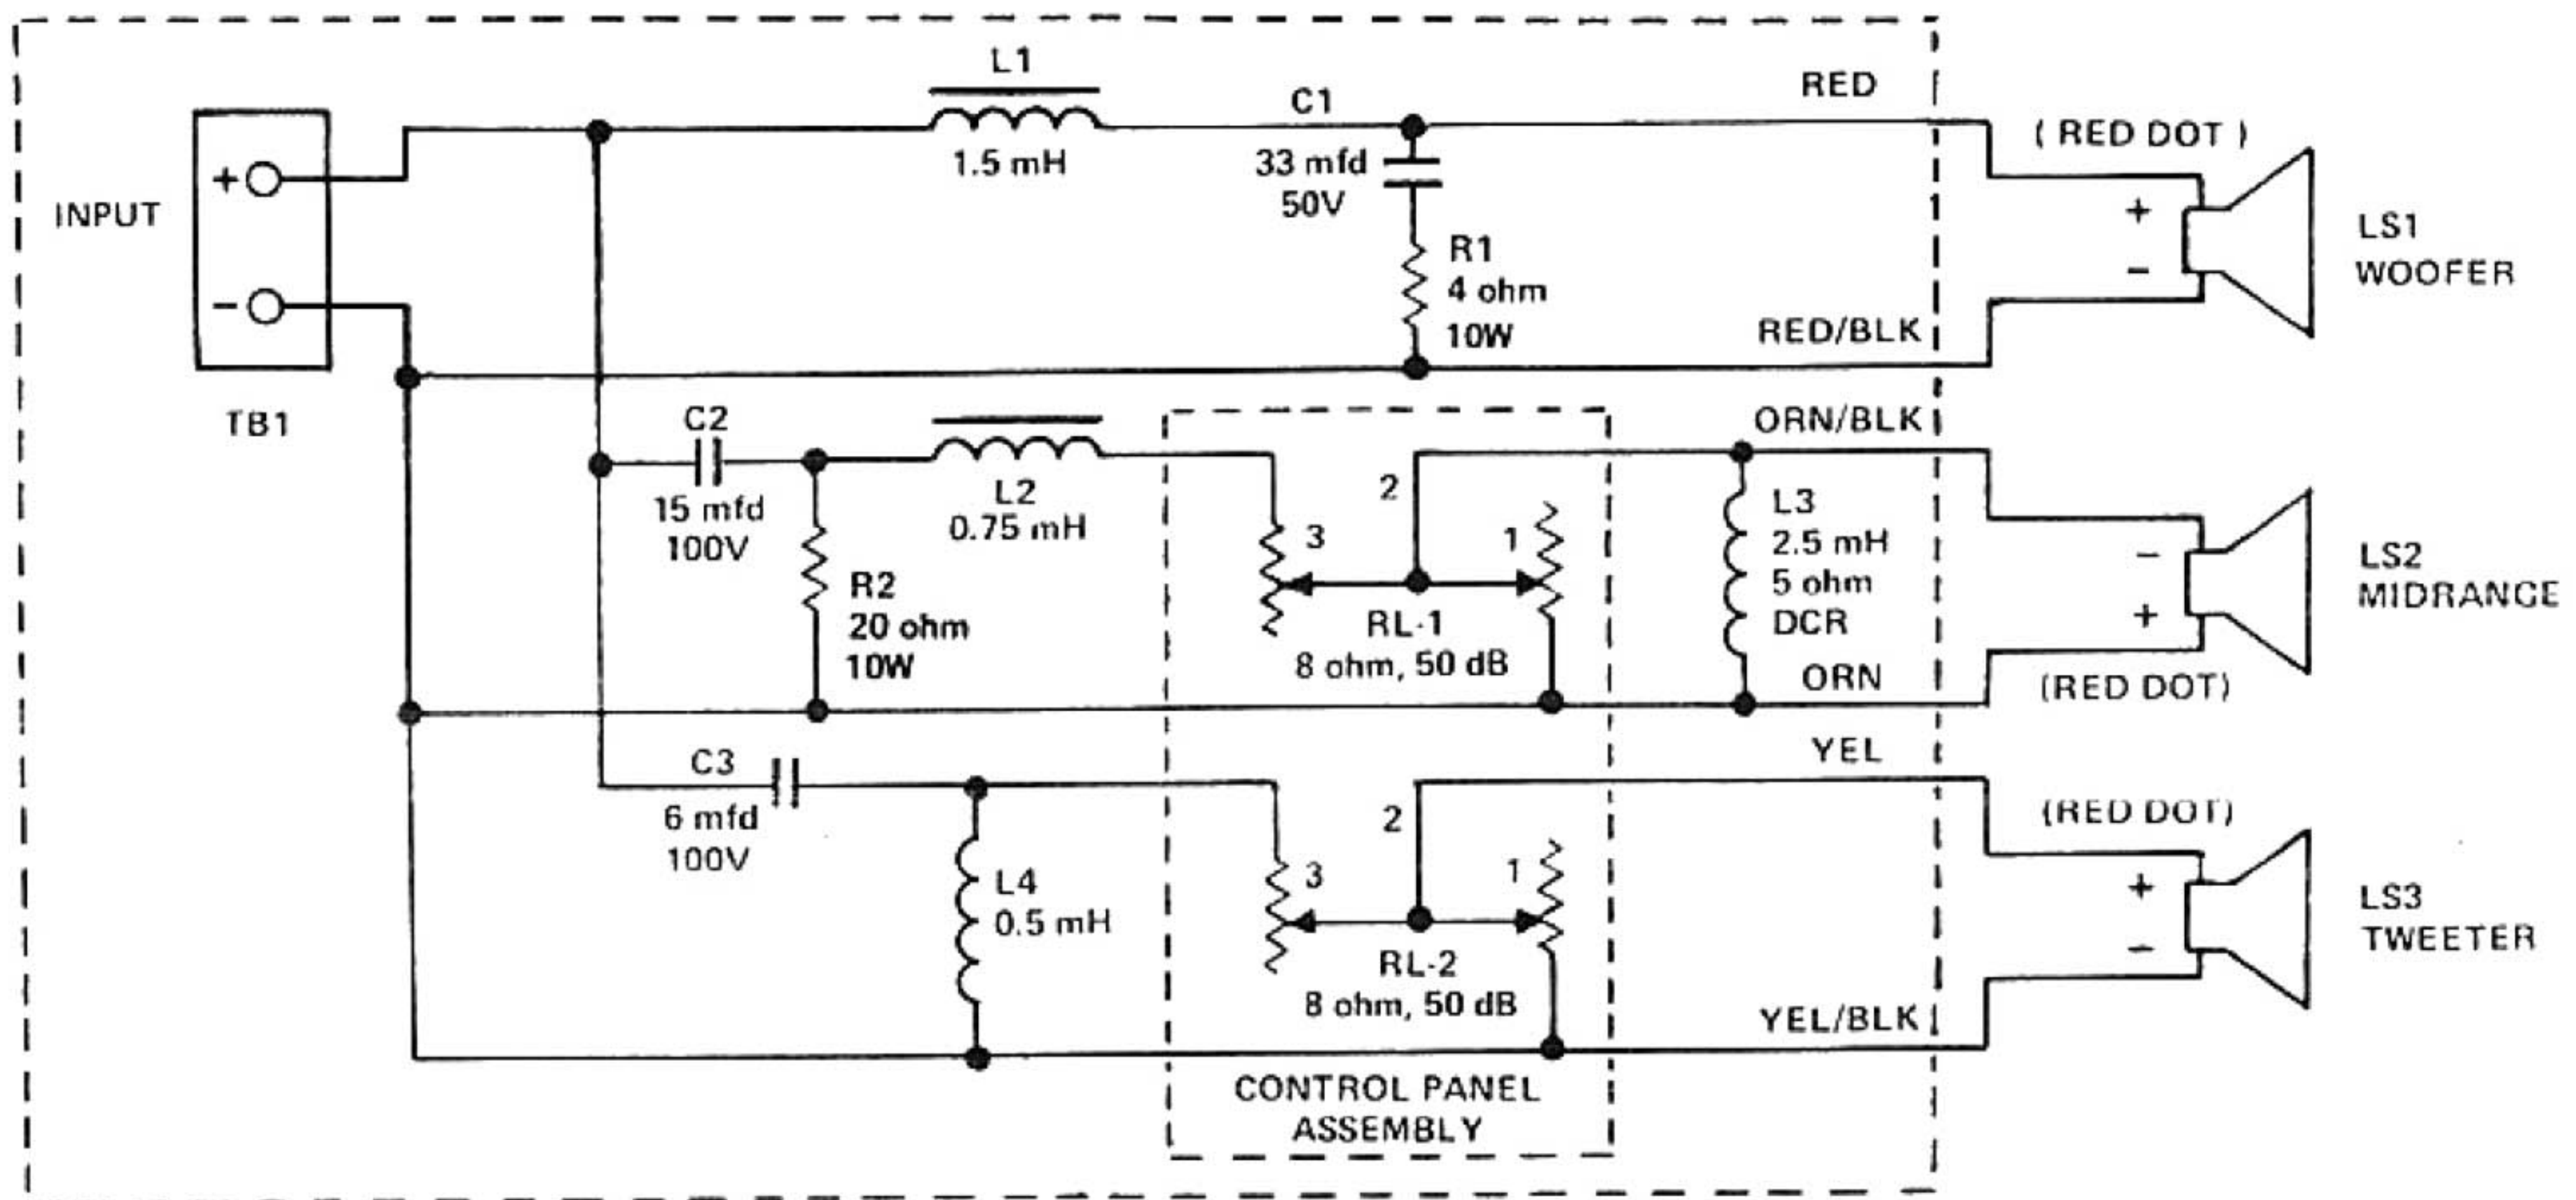 L1
1.5 mH
C1
33 mfd
50V
R1
4 ohm
10W
RED
( RED DOT )
+
-
INPUT
TB1
+
-
LS1
WOOFER
RED/BLK
C2
15 mfd
100V
R2
20 ohm
10W
L2
0.75 mH
3
2
1
RL-1
8 ohm, 50 dB
ORN/BLK
L3
2.5 mH
5 ohm
DCR
ORN
-
+
(RED DOT)
LS2
MIDRANGE
C3
6 mfd
100V
L4
0.5 mH
3
2
1
RL-2
8 ohm, 50 dB
YEL
(RED DOT)
+
-
LS3
TWEETER
YEL/BLK
CONTROL PANEL
ASSEMBLY